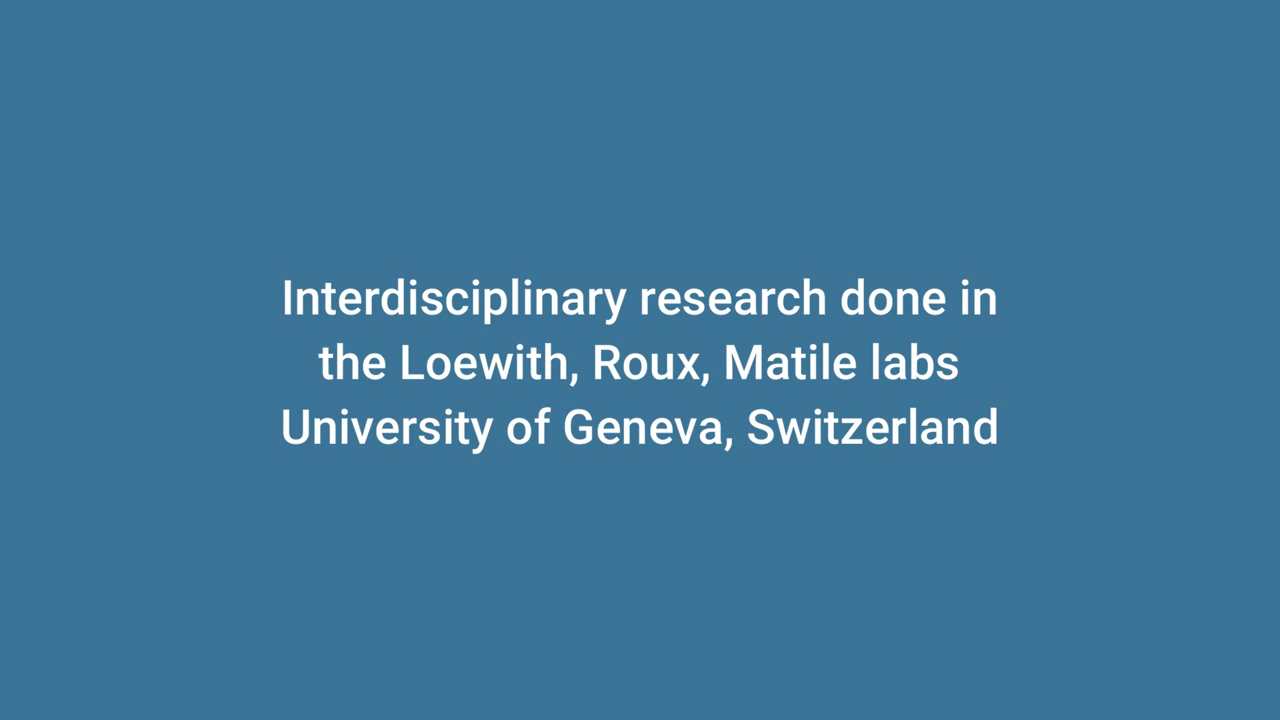 Interdisciplinary research done in
the Loewith, Roux, Matile labs
University of Geneva, Switzerland